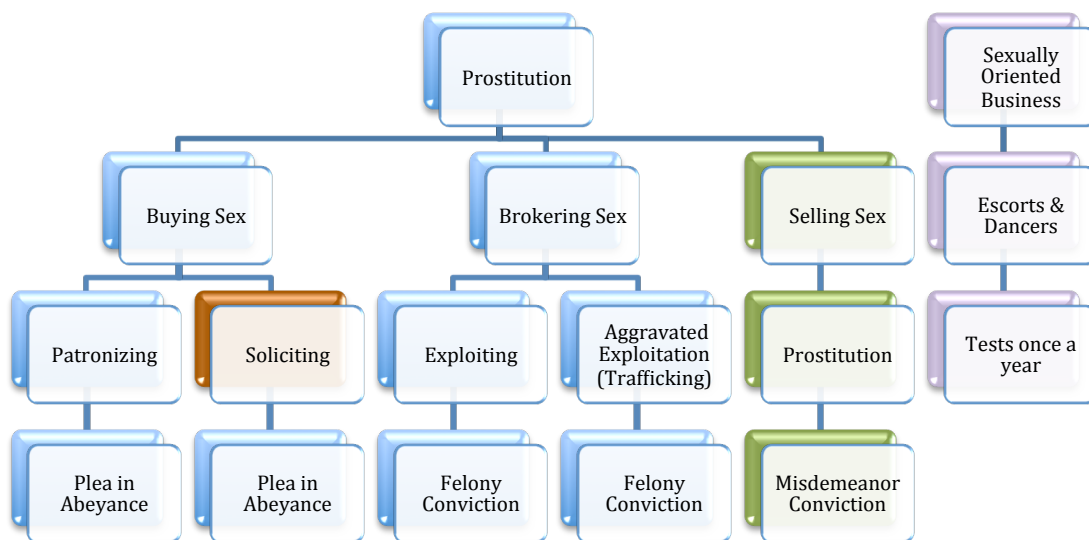 Prostitution
Sexually
Oriented
Business
Buying Sex
Brokering Sex
Selling Sex
Escorts &
Dancers
Patronizing
Soliciting
Exploiting
Aggravated
Exploitation
(Trafficking)
Prostitution
Tests once a
year
Plea in
Abeyance
Plea in
Abeyance
Felony
Conviction
Felony
Conviction
Misdemeanor
Conviction